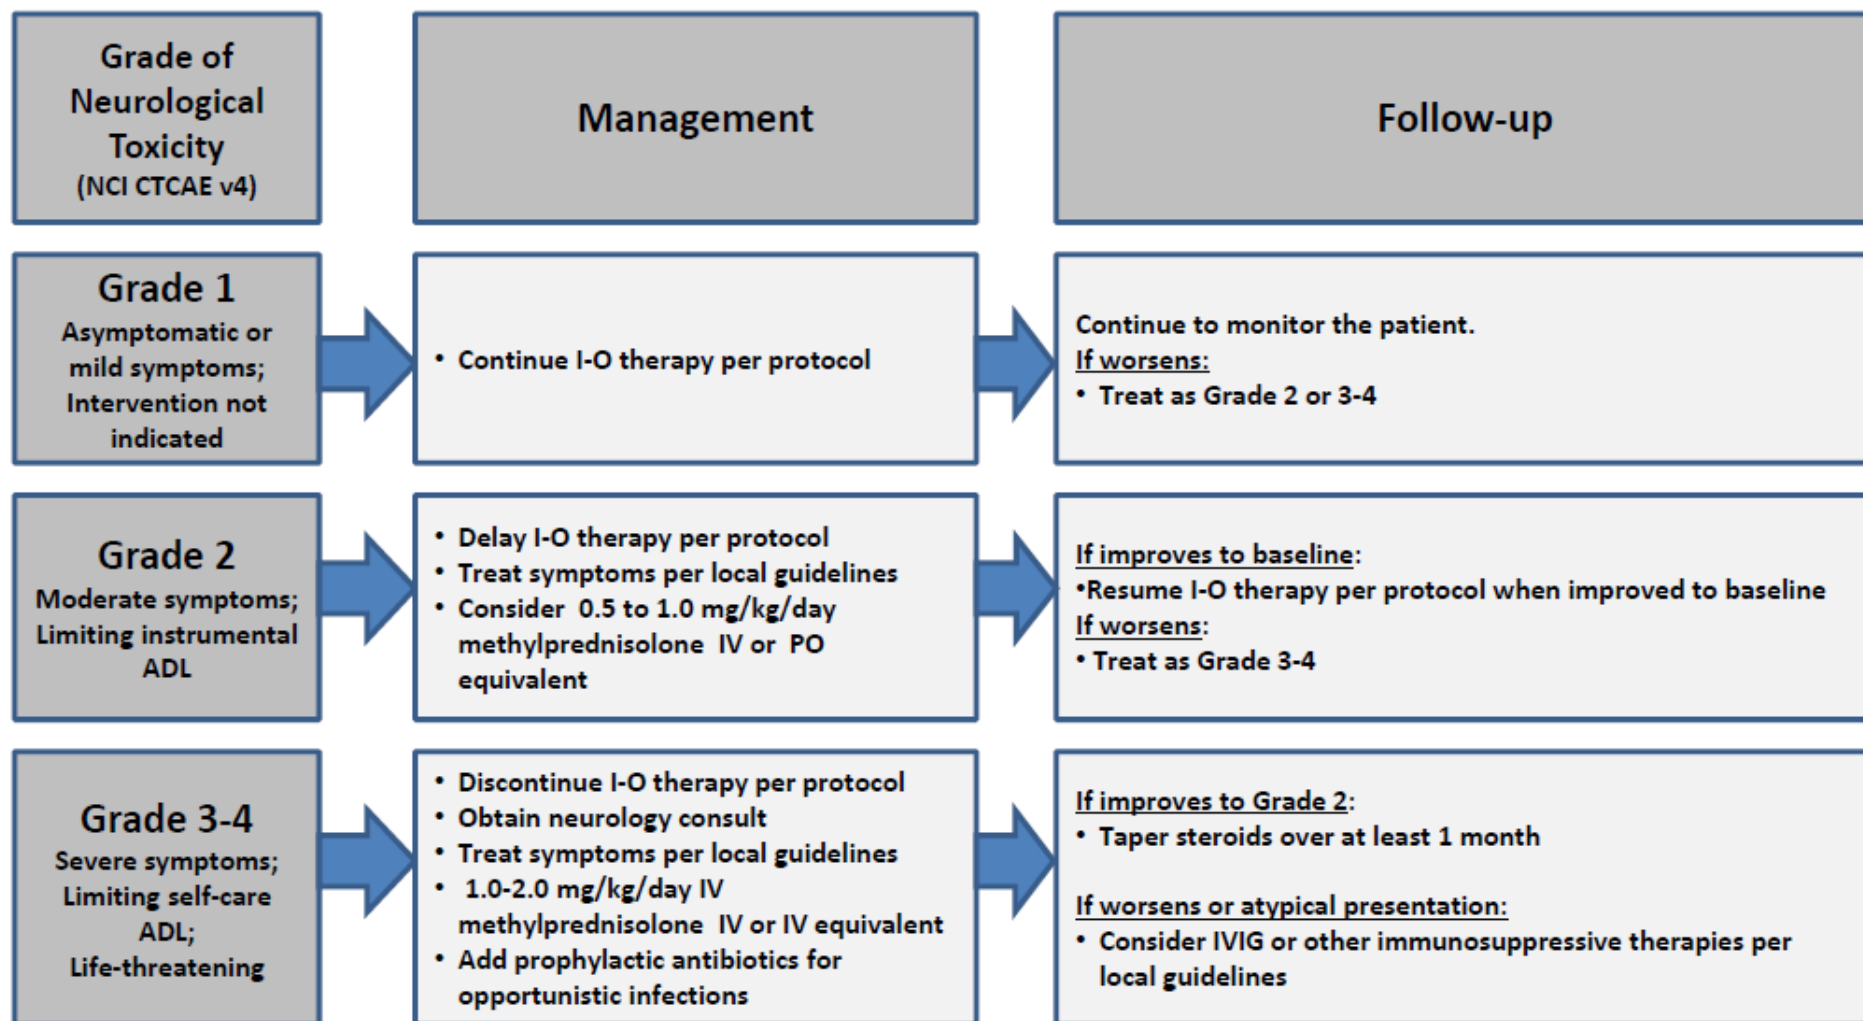 Grade of
Neurological
Toxicity
(NCI CTCAE v4)
Management
Follow-up
Grade 1
Asymptomatic or
mild symptoms;
Intervention not
indicated
• Continue I-O therapy per protocol
Continue to monitor the patient.
If worsens:
• Treat as Grade 2 or 3-4
Grade 2
Moderate symptoms;
Limiting instrumental
ADL
• Delay I-O therapy per protocol
• Treat symptoms per local guidelines
• Consider 0.5 to 1.0 mg/kg/day
methylprednisolone IV or PO
equivalent
If improves to baseline:
•Resume I-O therapy per protocol when improved to baseline
If worsens:
• Treat as Grade 3-4
Grade 3-4
Severe symptoms;
Limiting self-care
ADL;
Life-threatening
• Discontinue I-O therapy per protocol
• Obtain neurology consult
• Treat symptoms per local guidelines
• 1.0-2.0 mg/kg/day IV
methylprednisolone IV or IV equivalent
• Add prophylactic antibiotics for
opportunistic infections
If improves to Grade 2:
• Taper steroids over at least 1 month
If worsens or atypical presentation:
• Consider IVIG or other immunosuppressive therapies per
local guidelines